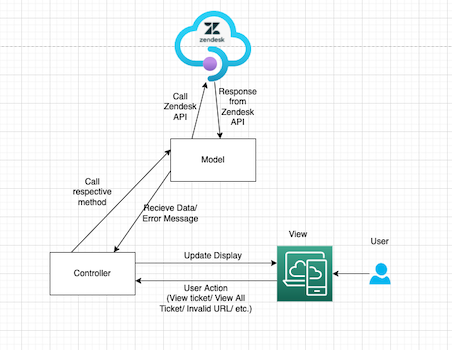 zendesk
Call
Zendesk
API
Response
from
Zendesk
API
Model
Call
respective
method
Recieve Data/
Error Message
View
User
Update Display
Controller
User Action
(View ticket/ View All
Ticket/ Invalid URL/ etc.)